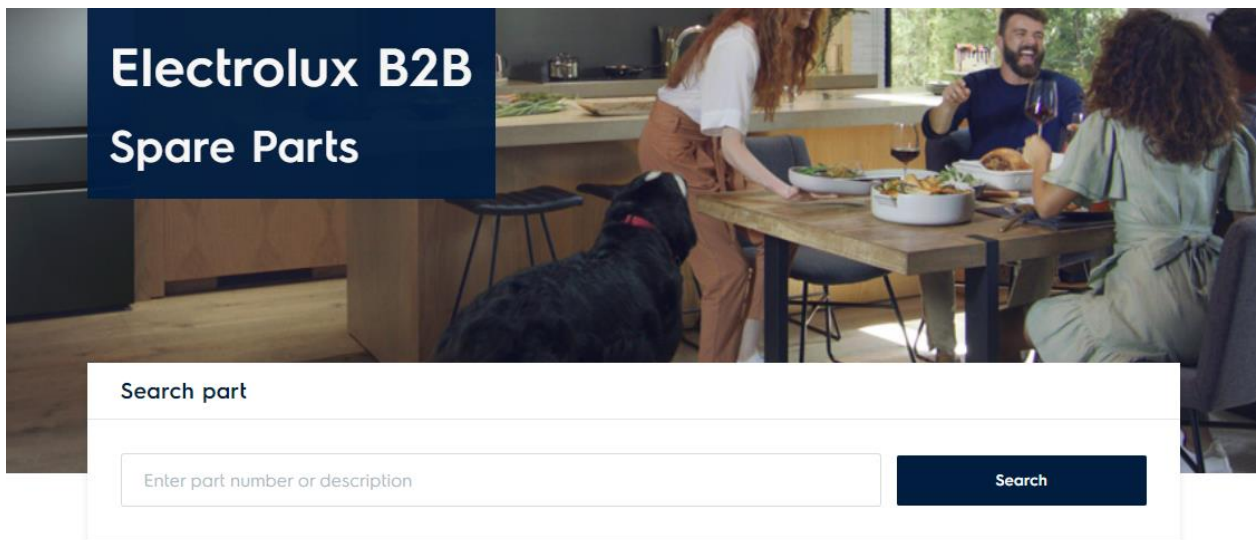 Electrolux B2B
Spare Parts
Search part
Enter part number or description
Search